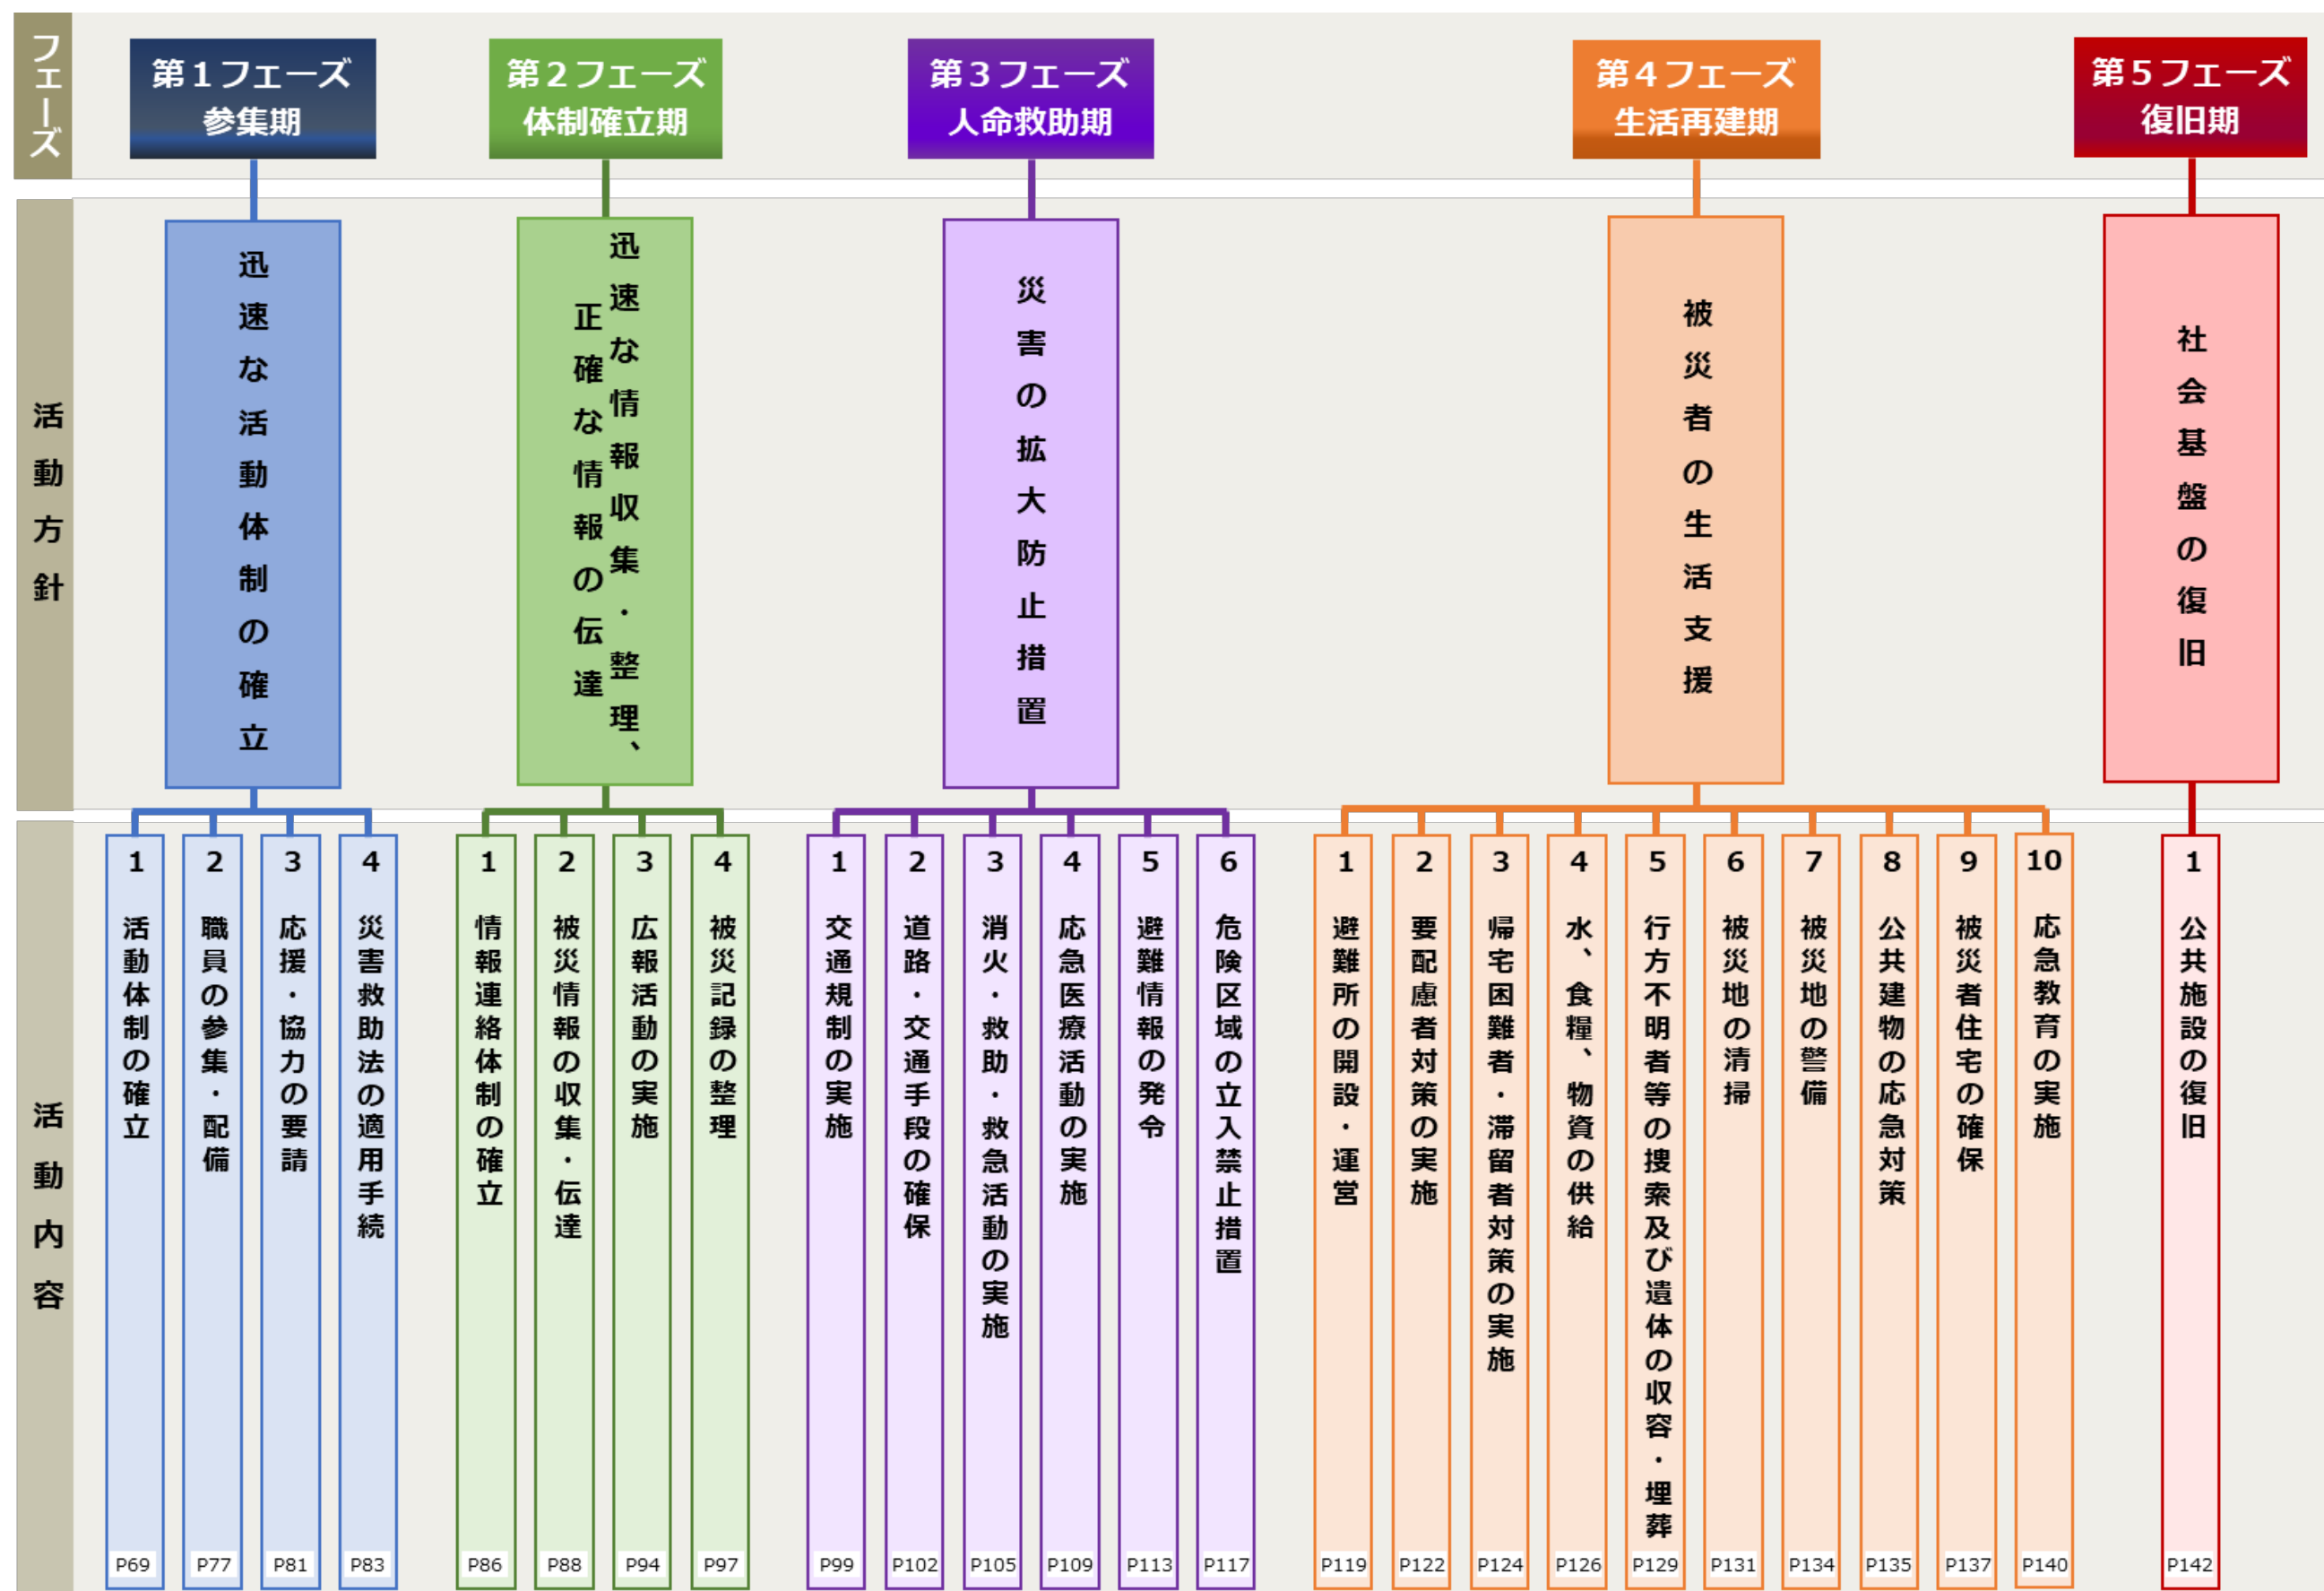 フェーズ
第1フェーズ
参集期
第2フェーズ
体制確立期
第3フェーズ
人命救助期
第4フェーズ
生活再建期
第5フェーズ
復旧期
活動方針
迅速な活動体制の確立
迅速な情報収集・整理、
正確な情報の伝達
災害の拡大防止措置
被災者の生活支援
社会基盤の復旧
活動内容
1 活動体制の確立 P69
2 職員の参集・配備 P77
3 応援・協力の要請 P81
4 災害救助法の適用手続 P83
1 情報連絡体制の確立 P86
2 被災情報の収集・伝達 P88
3 広報活動の実施 P94
4 被災記録の整理 P97
1 交通規制の実施 P99
2 道路・交通手段の確保 P102
3 消火・救助・救急活動の実施 P105
4 応急医療活動の実施 P109
5 避難情報の発令 P113
6 危険区域の立入禁止措置 P117
1 避難所の開設・運営 P119
2 要配慮者対策の実施 P122
3 帰宅困難者・滞留者対策の実施 P124
4 水、食糧、物資の供給 P126
5 行方不明者等の捜索及び遺体の収容・埋葬 P129
6 被災地の清掃 P131
7 被災地の警備 P134
8 公共建物の応急対策 P135
9 被災者住宅の確保 P137
10 応急教育の実施 P140
1 公共施設の復旧 P142